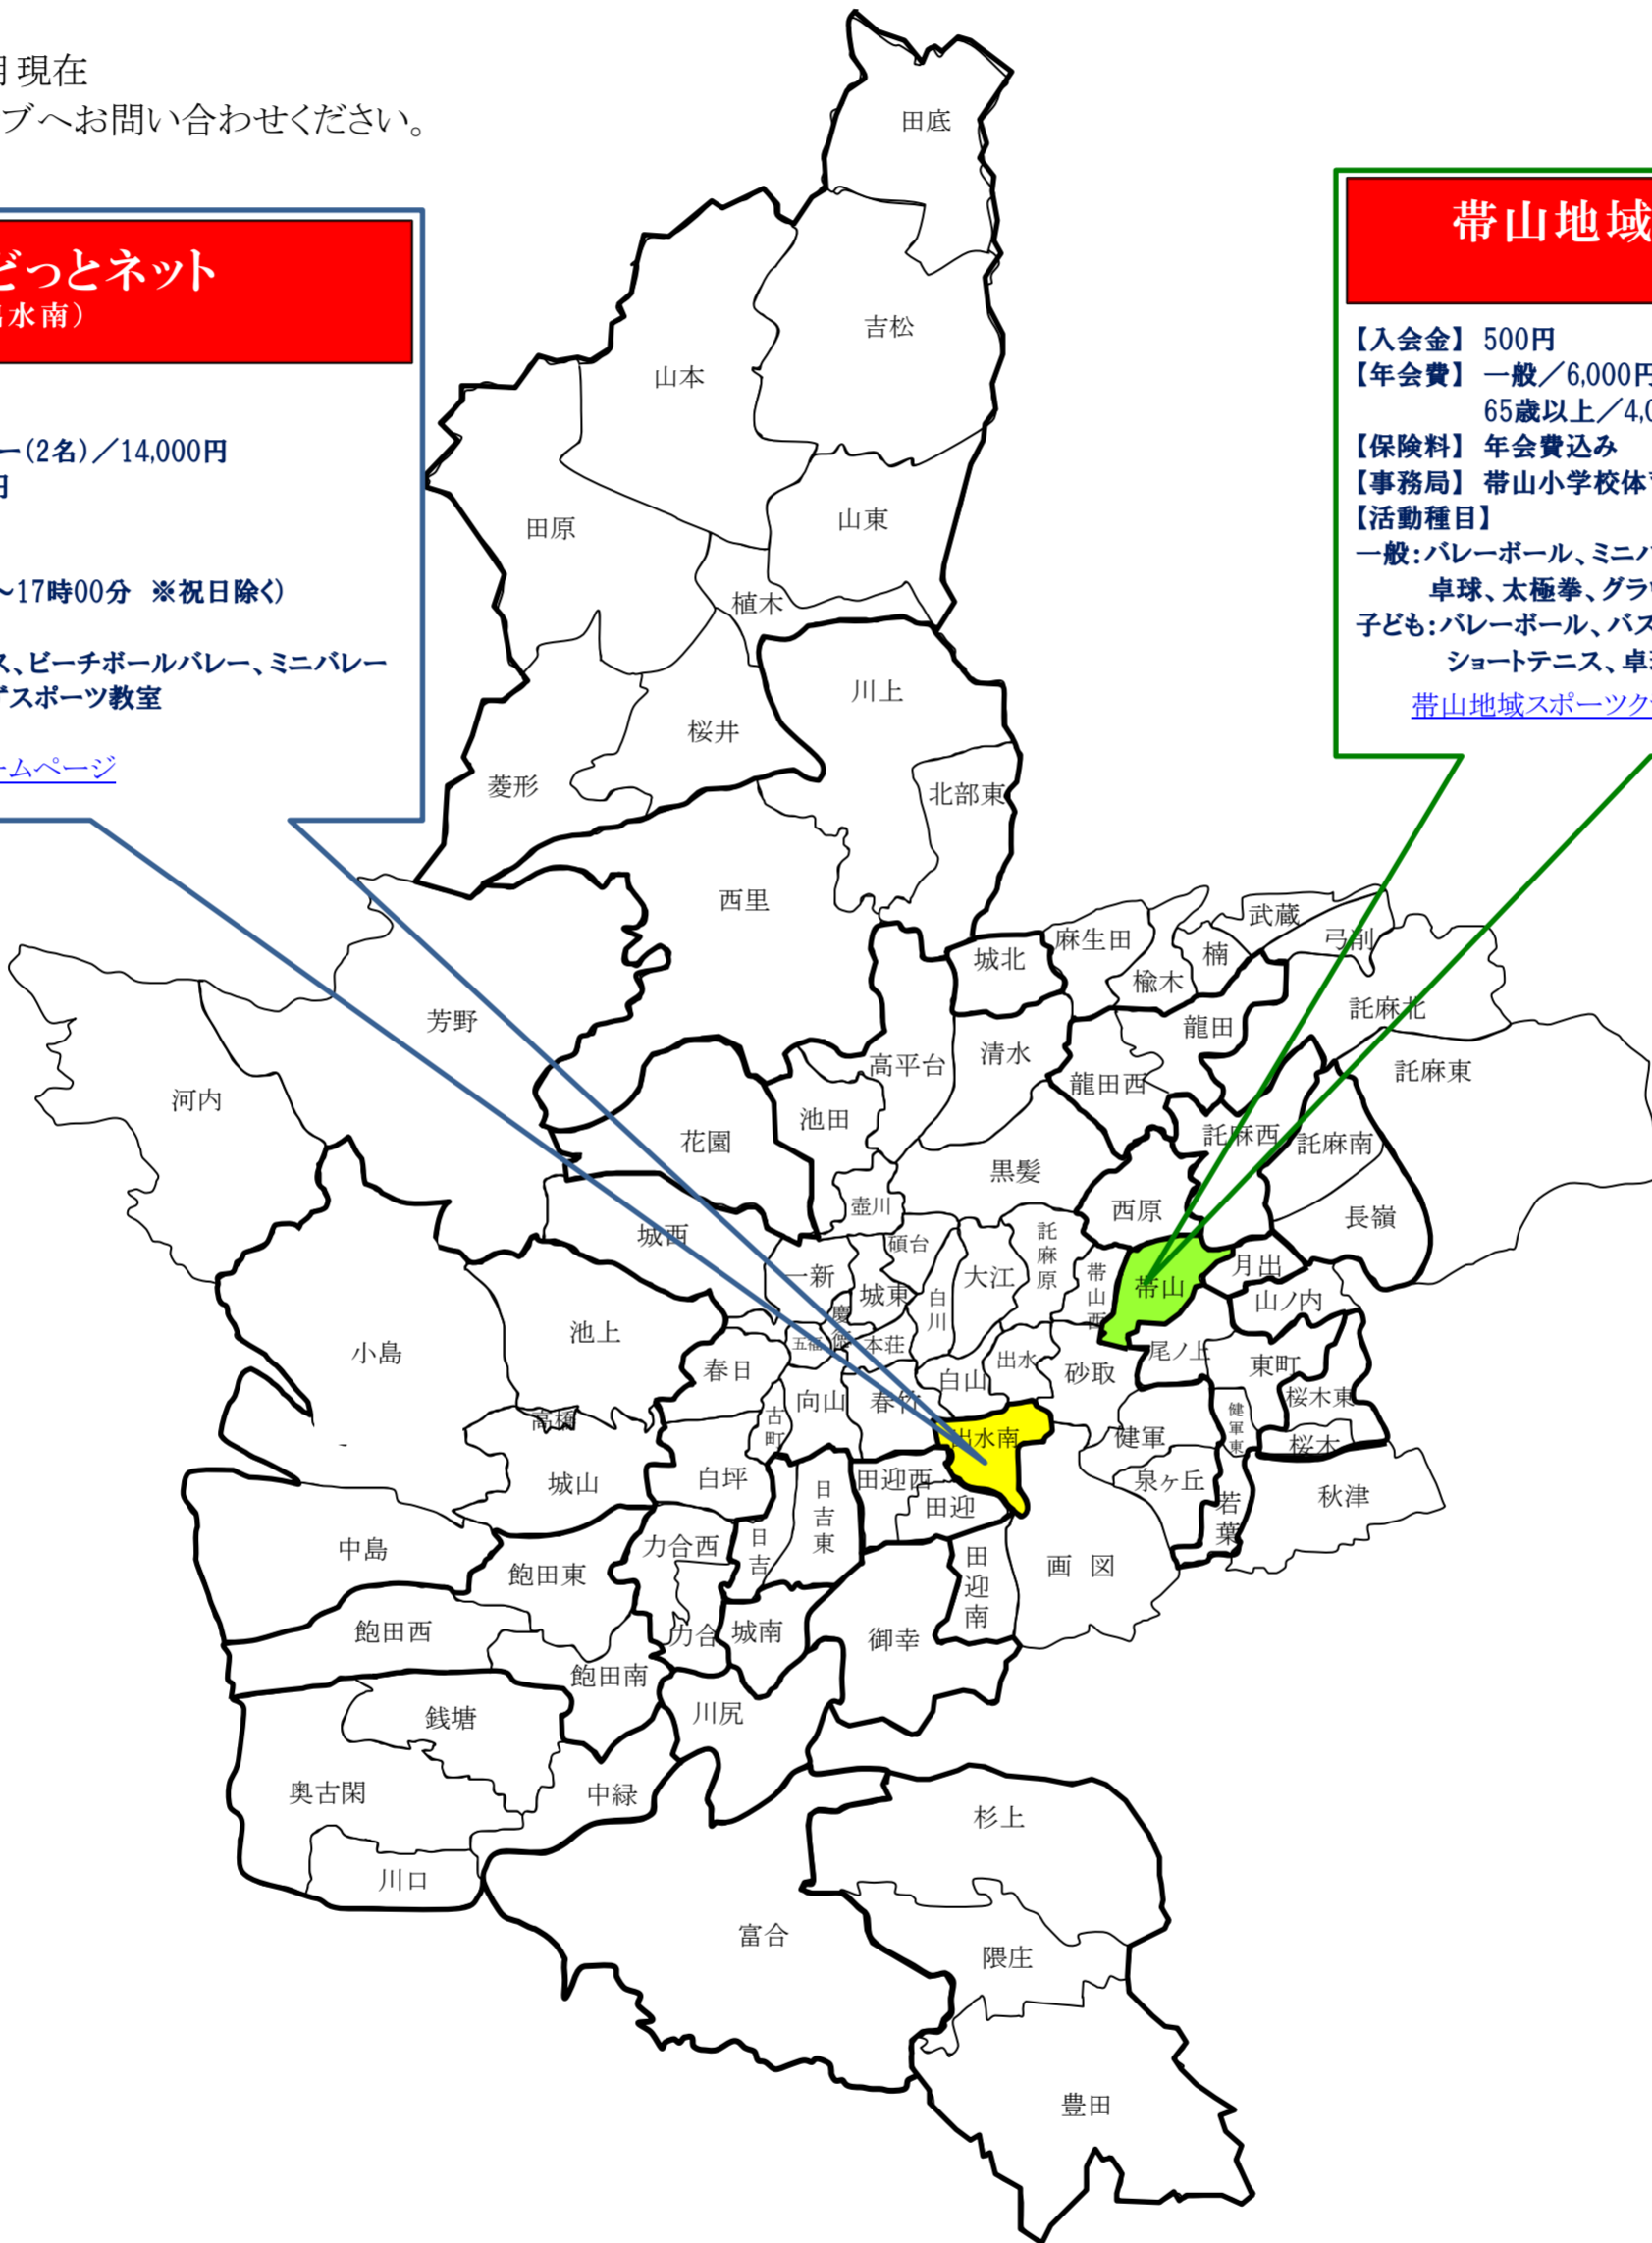 月現在
ブへお問い合わせください。
どっとネット
水南）
ー(2名)／14,000円
円
～17時00分　※祝日除く)
ス、ビーチボールバレー、ミニバレー
ずスポーツ教室
ームページ
帯山地域
【入会金】 500円
【年会費】 一般／6,000円
65歳以上／4,0
【保険料】 年会費込み
【事務局】 帯山小学校体
【活動種目】
一般：バレーボール、ミニバ
卓球、太極拳、グラウ
子ども：バレーボール、バス
ショートテニス、卓球
帯山地域スポーツク
田底
吉松
山本
山東
田原
植木
川上
桜井
菱形
北部東
西里
武蔵
弓削
麻生田
楠
城北
楡木
託麻北
芳野
龍田
清水
高平台
託麻東
龍田西
河内
池田
花園
託麻西
託麻南
黒髪
壺川
西原
長嶺
城西
碩台
託麻原
一新
大江
月出
帯山
帯山西
城東
白川
山ノ内
慶徳
池上
小島
五福
本荘
尾ノ上
出水
砂取
東町
春日
白山
向山
春竹
桜木東
高橋
古町
健軍東
出水南
健軍
桜木
城山
白坪
田迎西
泉ヶ丘
秋津
田迎
日吉東
若葉
中島
力合西
日吉
飽田東
田迎南
画図
飽田西
力合
城南
御幸
飽田南
銭塘
川尻
奥古閑
中緑
杉上
川口
富合
隈庄
豊田